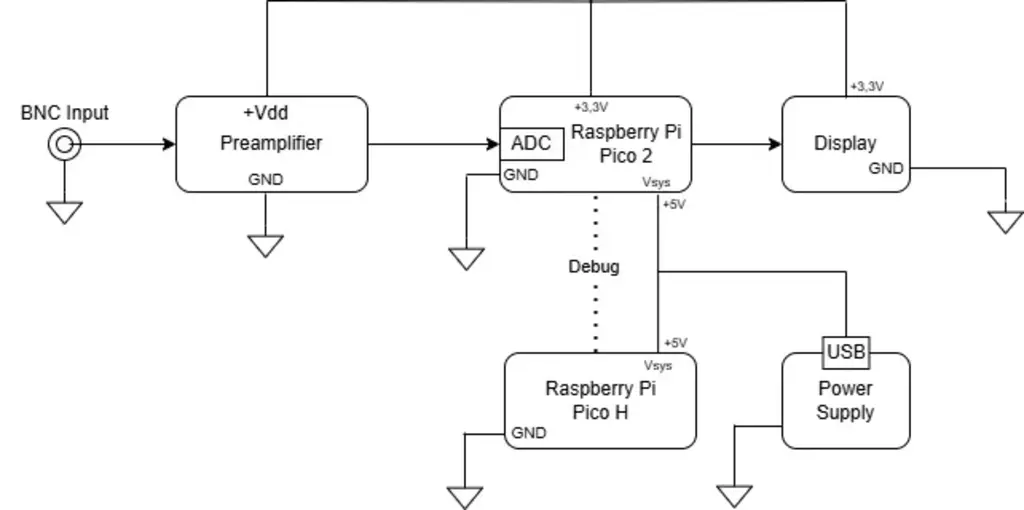 BNC Input
+Vdd
Preamplifier
GND
+3,3V
ADC
Raspberry Pi
Pico 2
GND
Vsys
+5V
+3,3V
Display
GND
Debug
+5V
Vsys
Raspberry Pi
Pico H
GND
USB
Power
Supply